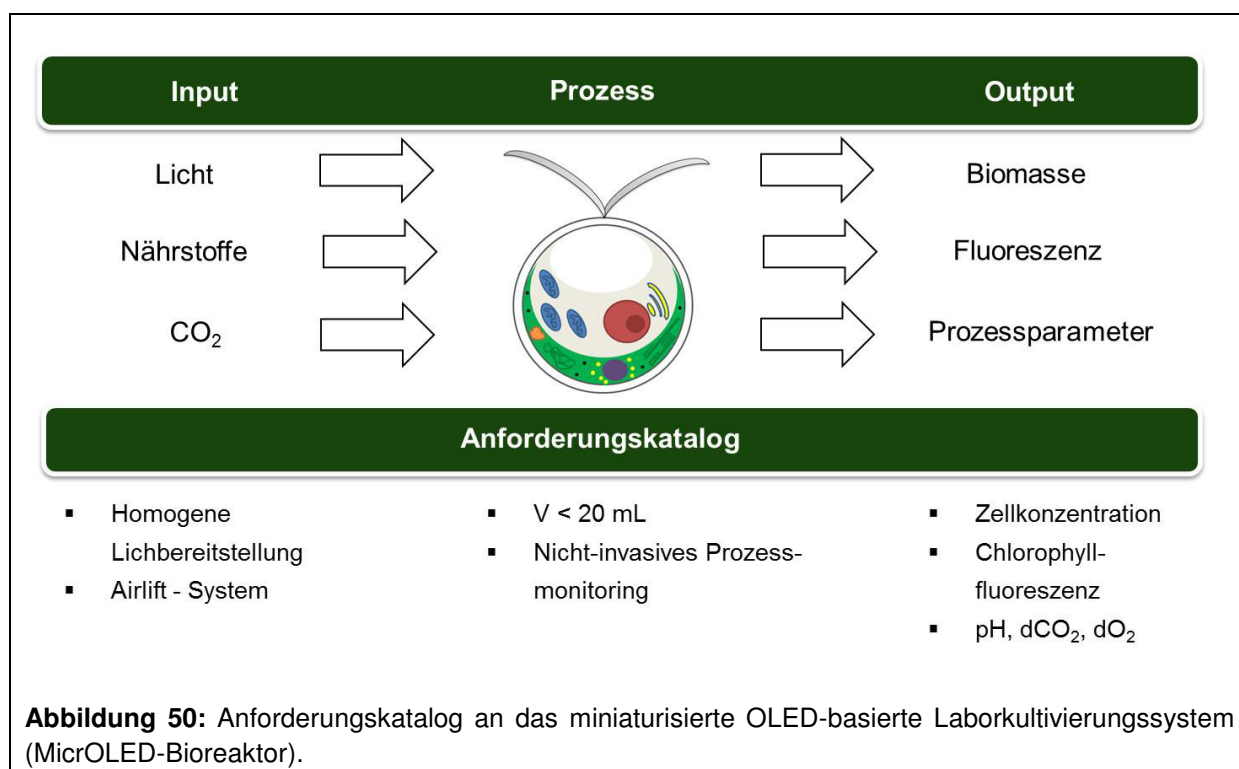 Input Prozess Output
Licht Biomasse
Nährstoffe Fluoreszenz
CO₂ Prozessparameter
Anforderungskatalog
▪ Homogene
Lichbereitstellung
▪ Airlift - System
▪ V < 20 mL
▪ Nicht-invasives Prozess-
monitoring
▪ Zellkonzentration
▪ Chlorophyll-
fluoreszenz
▪ pH, dCO₂, dO₂
Abbildung 50: Anforderungskatalog an das miniaturisierte OLED-basierte Laborkultivierungssystem
(MicrOLED-Bioreaktor).